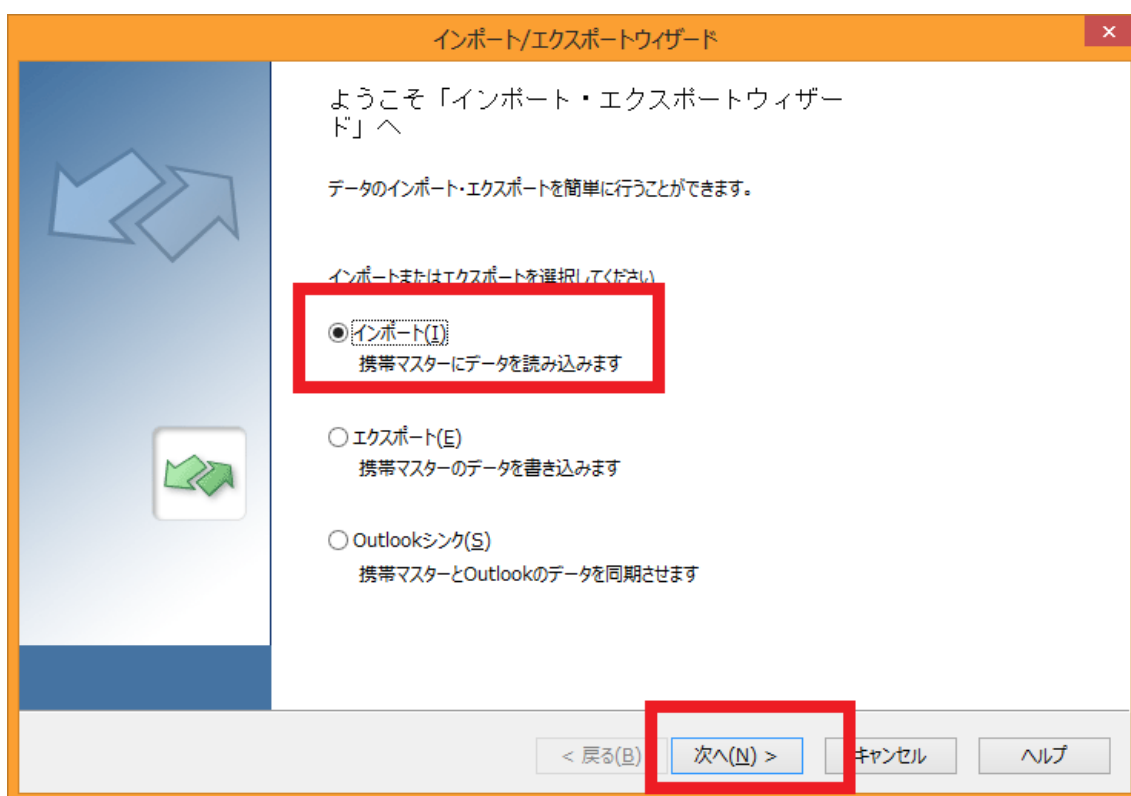 インポート/エクスポートウィザード
ようこそ「インポート・エクスポートウィザー
ド」へ
データのインポート・エクスポートを簡単に行うことができます。
インポートまたはエクスポートを選択してください
インポート(I)
携帯マスターにデータを読み込みます
エクスポート(E)
携帯マスターのデータを書き込みます
Outlookシンク(S)
携帯マスターとOutlookのデータを同期させます
< 戻る(B) 次へ(N) > キャンセル ヘルプ